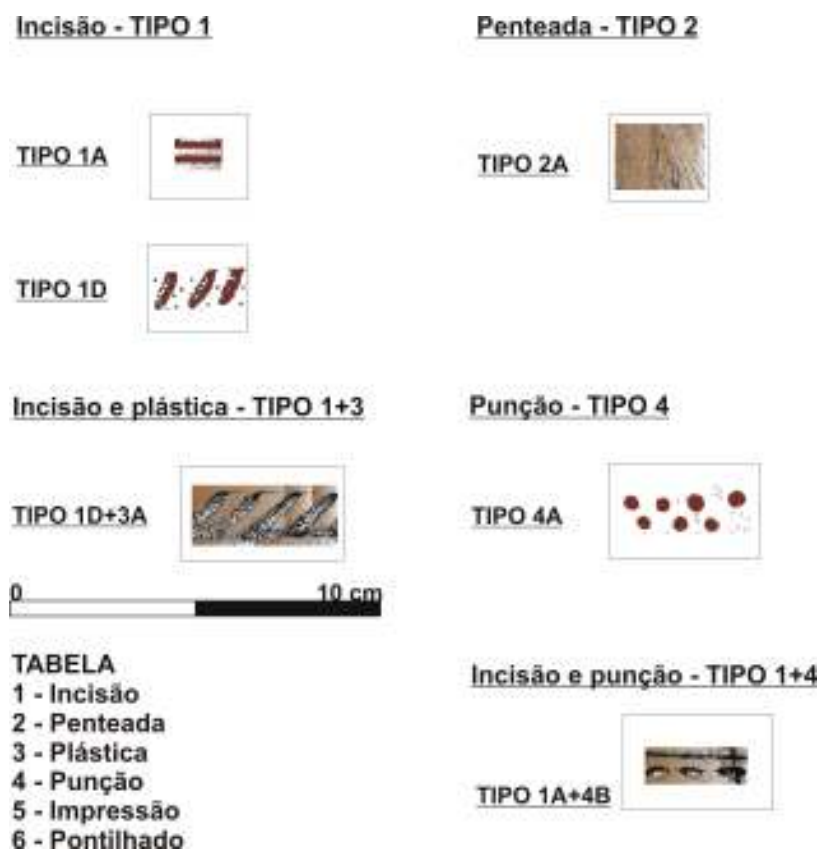 Incisão - TIPO 1
Penteada - TIPO 2
TIPO 1A
TIPO 2A
TIPO 1D
Incisão e plástica - TIPO 1+3
Punção - TIPO 4
TIPO 1D+3A
TIPO 4A
0 10 cm
TABELA
1 - Incisão
2 - Penteada
3 - Plástica
4 - Punção
5 - Impressão
6 - Pontilhado
Incisão e punção - TIPO 1+4
TIPO 1A+4B